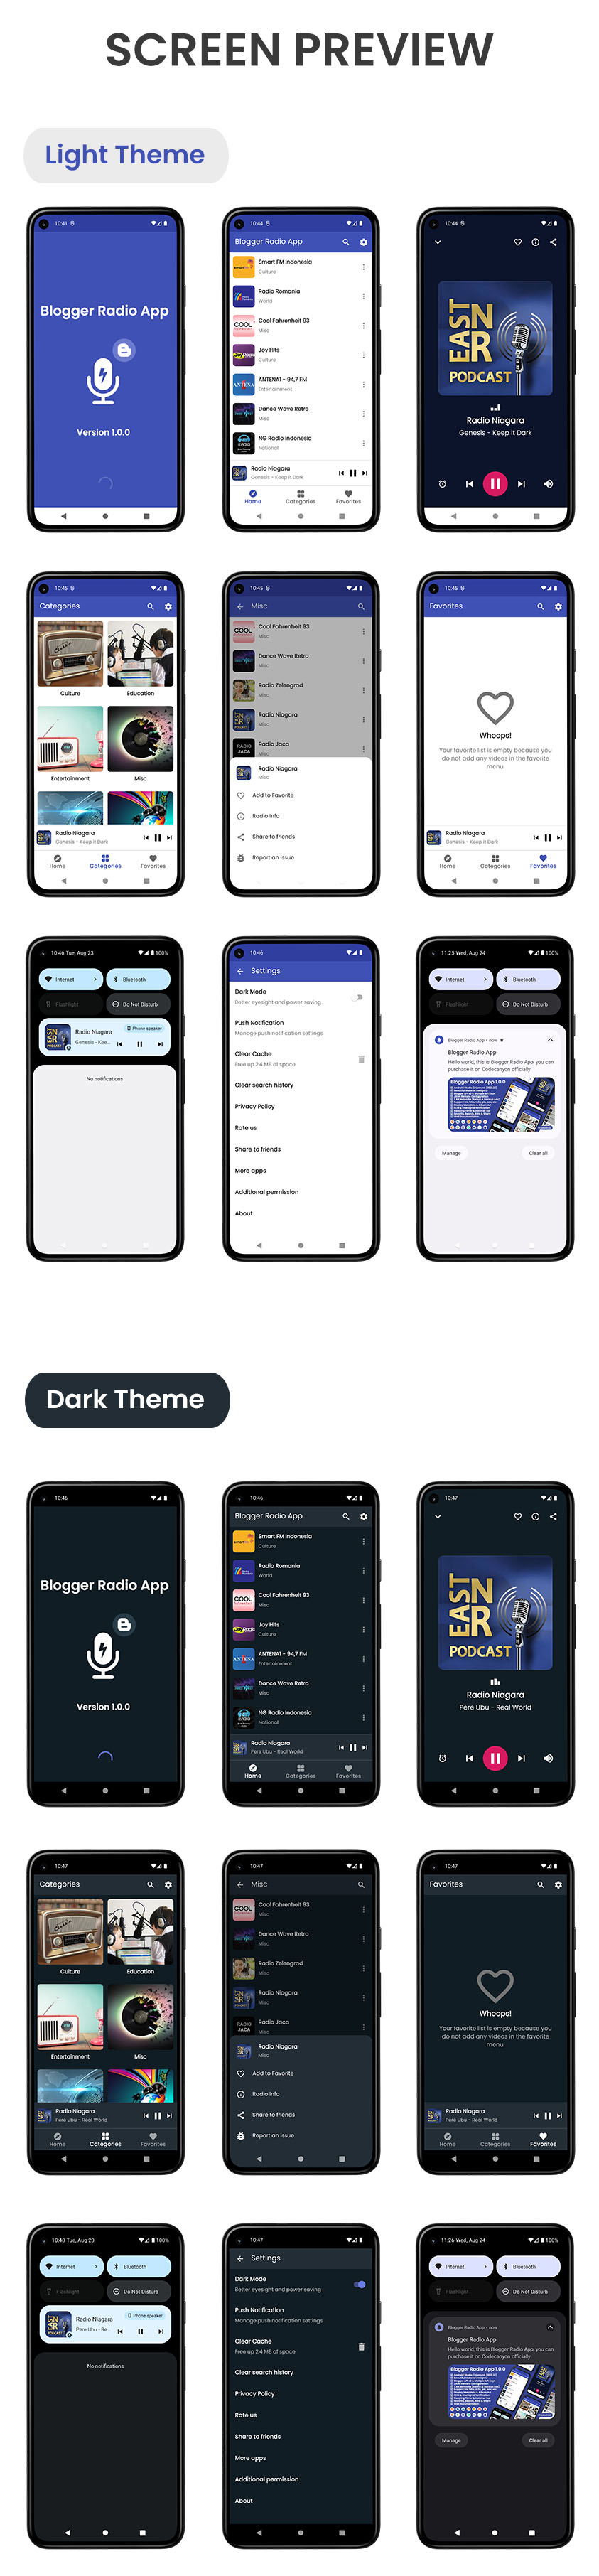 SCREEN PREVIEW
Light Theme
10:41
Blogger Radio App
Version 1.0.0
10:44
Blogger Radio App
Smart FM Indonesia
Culture
Radio Romania
World
Cool Fahrenheit 93
Misc
Joy Hits
Culture
ANTENA1 - 94,7 FM
Entertainment
Dance Wave Retro
Misc
NG Radio Indonesia
National
Radio Niagara
Genesis - Keep it Dark
Home Categories Favorites
10:44
EAST
NR
PODCAST
Radio Niagara
Genesis - Keep it Dark
10:45
Categories
Culture Education
Entertainment Misc
Radio Niagara
Genesis - Keep it Dark
Home Categories Favorites
10:45
Misc
Cool Fahrenheit 93
Misc
Dance Wave Retro
Misc
Radio Zelengrad
Misc
Radio Niagara
Misc
RADIO JACA
Radio Jaca
Misc
Radio Niagara
Misc
Add to Favorite
Radio Info
Share to friends
Report an issue
10:45
Favorites
Whoops!
Your favorite list is empty because you
do not add any videos in the favorite
menu.
Radio Niagara
Genesis - Keep it Dark
Home Categories Favorites
10:46 Tue, Aug 23 100%
Internet Bluetooth
Flashlight Do Not Disturb
Radio Niagara Phone speaker
Genesis - Kee...
No notifications
10:46
Settings
Dark Mode
Better eyesight and power saving
Push Notification
Manage push notification settings
Clear Cache
Free up 2.4 MB of space
Clear search history
Privacy Policy
Rate us
Share to friends
More apps
Additional permission
About
11:25 Wed, Aug 24 100%
Internet Bluetooth
Flashlight Do Not Disturb
Blogger Radio App • now
Blogger Radio App
Hello world, this is Blogger Radio App, you can
purchase it on Codecanyon officially
Blogger Radio App 1.0.0
Manage Clear all
Dark Theme
10:46
Blogger Radio App
Version 1.0.0
10:46
Blogger Radio App
Smart FM Indonesia
Culture
Radio Romania
World
Cool Fahrenheit 93
Misc
Joy Hits
Culture
ANTENA1 - 94,7 FM
Entertainment
Dance Wave Retro
Misc
NG Radio Indonesia
National
Radio Niagara
Pere Ubu - Real World
Home Categories Favorites
10:47
EAST
NR
PODCAST
Radio Niagara
Pere Ubu - Real World
10:47
Categories
Culture Education
Entertainment Misc
Radio Niagara
Pere Ubu - Real World
Home Categories Favorites
10:47
Misc
Cool Fahrenheit 93
Misc
Dance Wave Retro
Misc
Radio Zelengrad
Misc
Radio Niagara
Misc
RADIO JACA
Radio Jaca
Misc
Radio Niagara
Misc
Add to Favorite
Radio Info
Share to friends
Report an issue
10:47
Favorites
Whoops!
Your favorite list is empty because you
do not add any videos in the favorite
menu.
Radio Niagara
Pere Ubu - Real World
Home Categories Favorites
10:48 Tue, Aug 23 100%
Internet Bluetooth
Flashlight Do Not Disturb
Radio Niagara Phone speaker
Pere Ubu - Re...
No notifications
10:47
Settings
Dark Mode
Better eyesight and power saving
Push Notification
Manage push notification settings
Clear Cache
Free up 2.4 MB of space
Clear search history
Privacy Policy
Rate us
Share to friends
More apps
Additional permission
About
11:26 Wed, Aug 24 100%
Internet Bluetooth
Flashlight Do Not Disturb
Blogger Radio App • now
Blogger Radio App
Hello world, this is Blogger Radio App, you can
purchase it on Codecanyon officially
Blogger Radio App 1.0.0
Manage Clear all